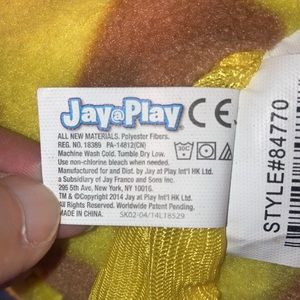 Jay@Play CE
ALL NEW MATERIALS. Polyester Fibers.
REG. NO. 18389 PA-14812(CN)
Machine Wash Cold. Tumble Dry Low.
Use non-chlorine bleach when needed.
Manufactured for and Dist. by Jay at Play Int'l HK Ltd.
a Subsidiary of Jay Franco and Sons Inc.
295 5th Ave, New York, NY 10016.
TM & ©Copyright 2014 Jay at Play Int'l HK Ltd.
All Rights Reserved. Worldwide Patent Pending.
MADE IN CHINA. SK02-04/14L18529
STYLE#84770